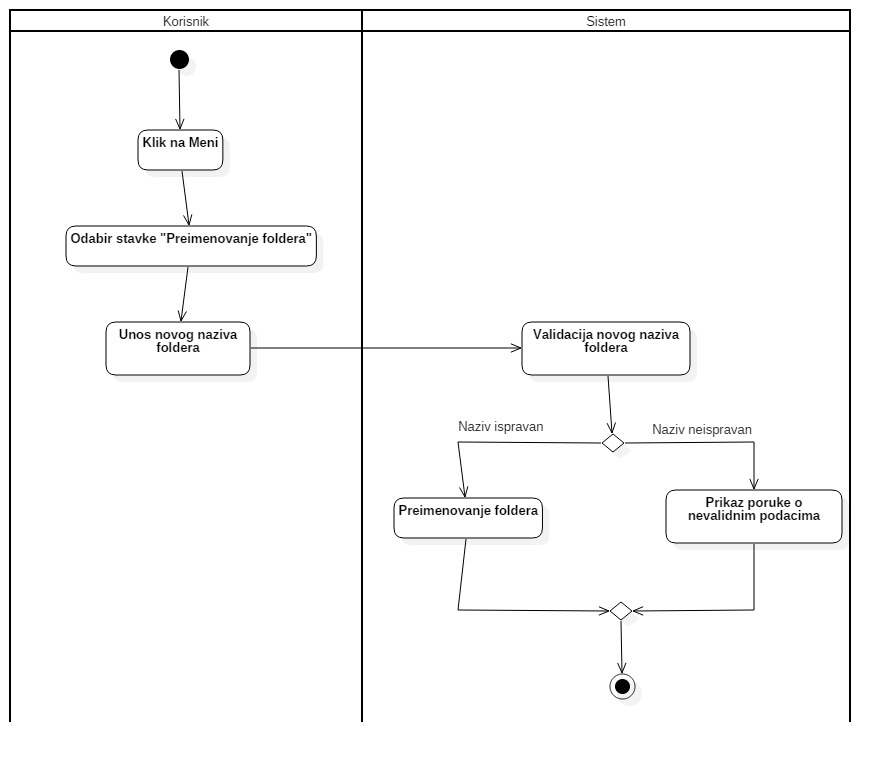 Korisnik
Sistem
Klik na Meni
Odabir stavke "Preimenovanje foldera"
Unos novog naziva
foldera
Validacija novog naziva
foldera
Naziv ispravan
Naziv neispravan
Preimenovanje foldera
Prikaz poruke o
nevalidnim podacima